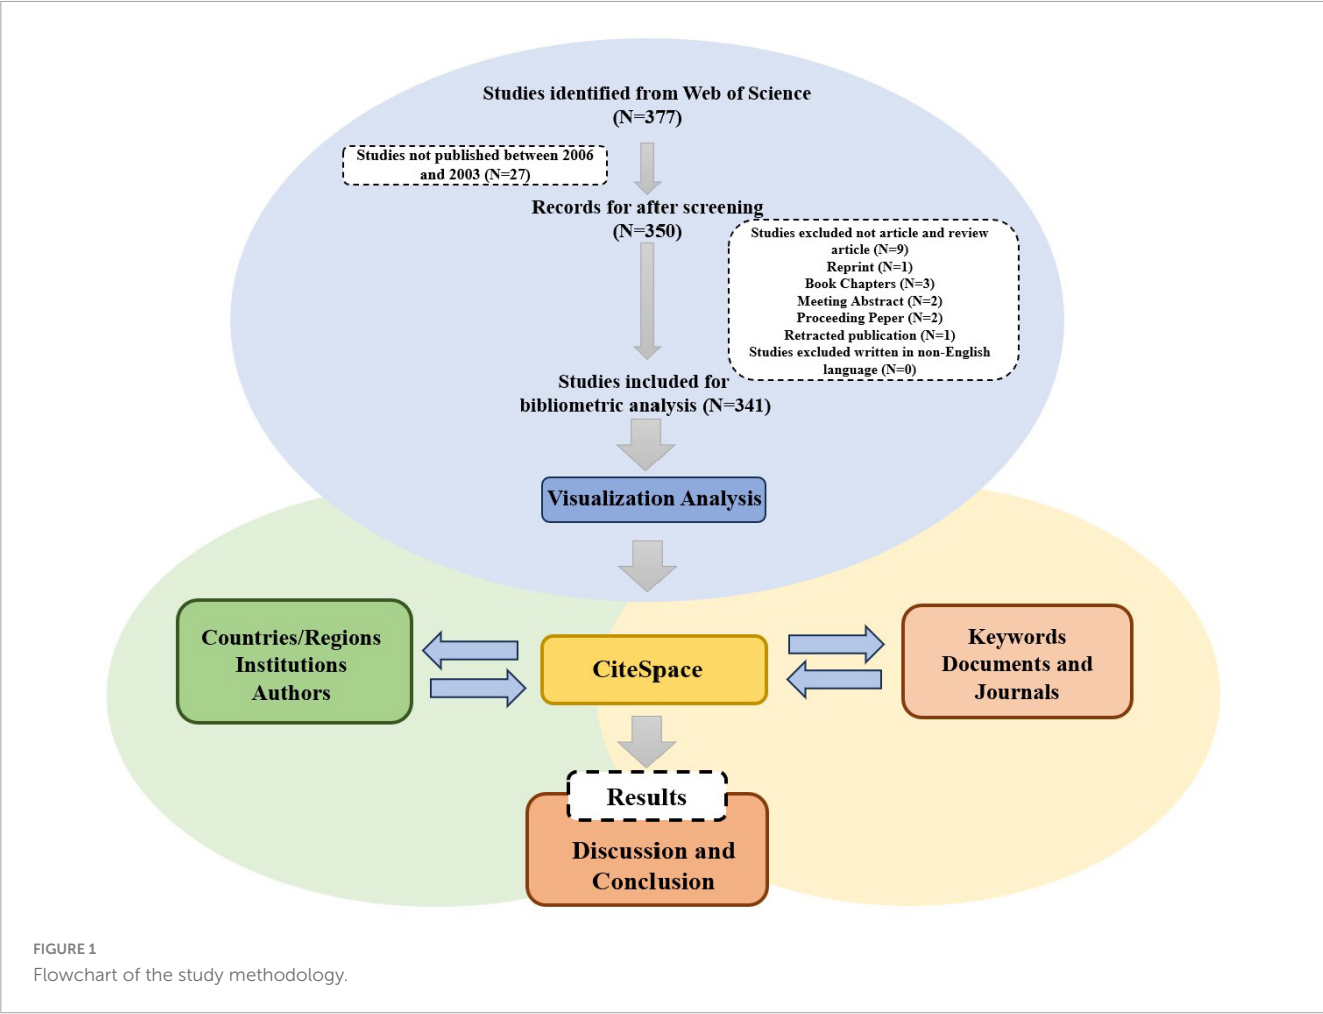 Studies identified from Web of Science
(N=377)
Studies not published between 2006
and 2003 (N=27)
Records for after screening
(N=350)
Studies excluded not article and review
article (N=9)
Reprint (N=1)
Book Chapters (N=3)
Meeting Abstract (N=2)
Proceeding Peper (N=2)
Retracted publication (N=1)
Studies excluded written in non-English
language (N=0)
Studies included for
bibliometric analysis (N=341)
Visualization Analysis
Countries/Regions
Institutions
Authors
CiteSpace
Keywords
Documents and
Journals
Results
Discussion and
Conclusion
FIGURE 1
Flowchart of the study methodology.